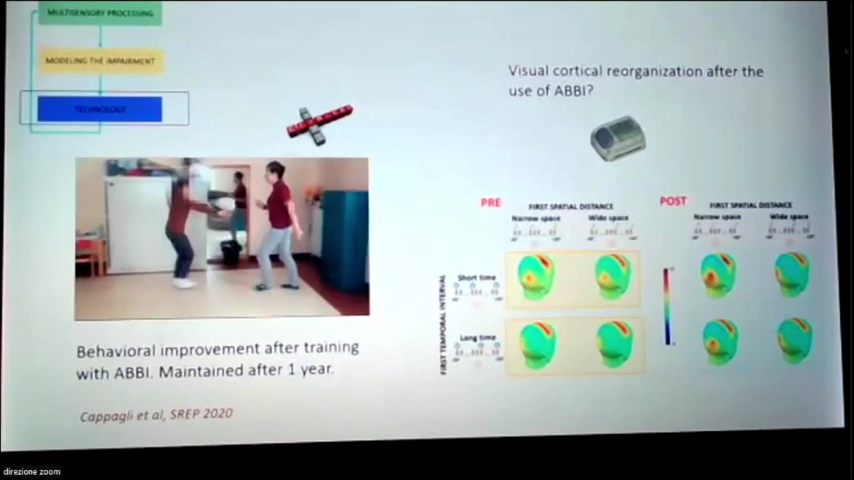 MULTISENSORY PROCESSING
MODELING THE IMPAIRMENT
TECHNOLOGY
Visual cortical reorganization after the
use of ABBI?
PRE
FIRST SPATIAL DISTANCE
Narrow space
Wide space
POST
FIRST SPATIAL DISTANCE
Narrow space
Wide space
FIRST TEMPORAL INTERVAL
Short time
Long time
Behavioral improvement after training
with ABBI. Maintained after 1 year.
Cappagli et al, SREP 2020
direzione zoom